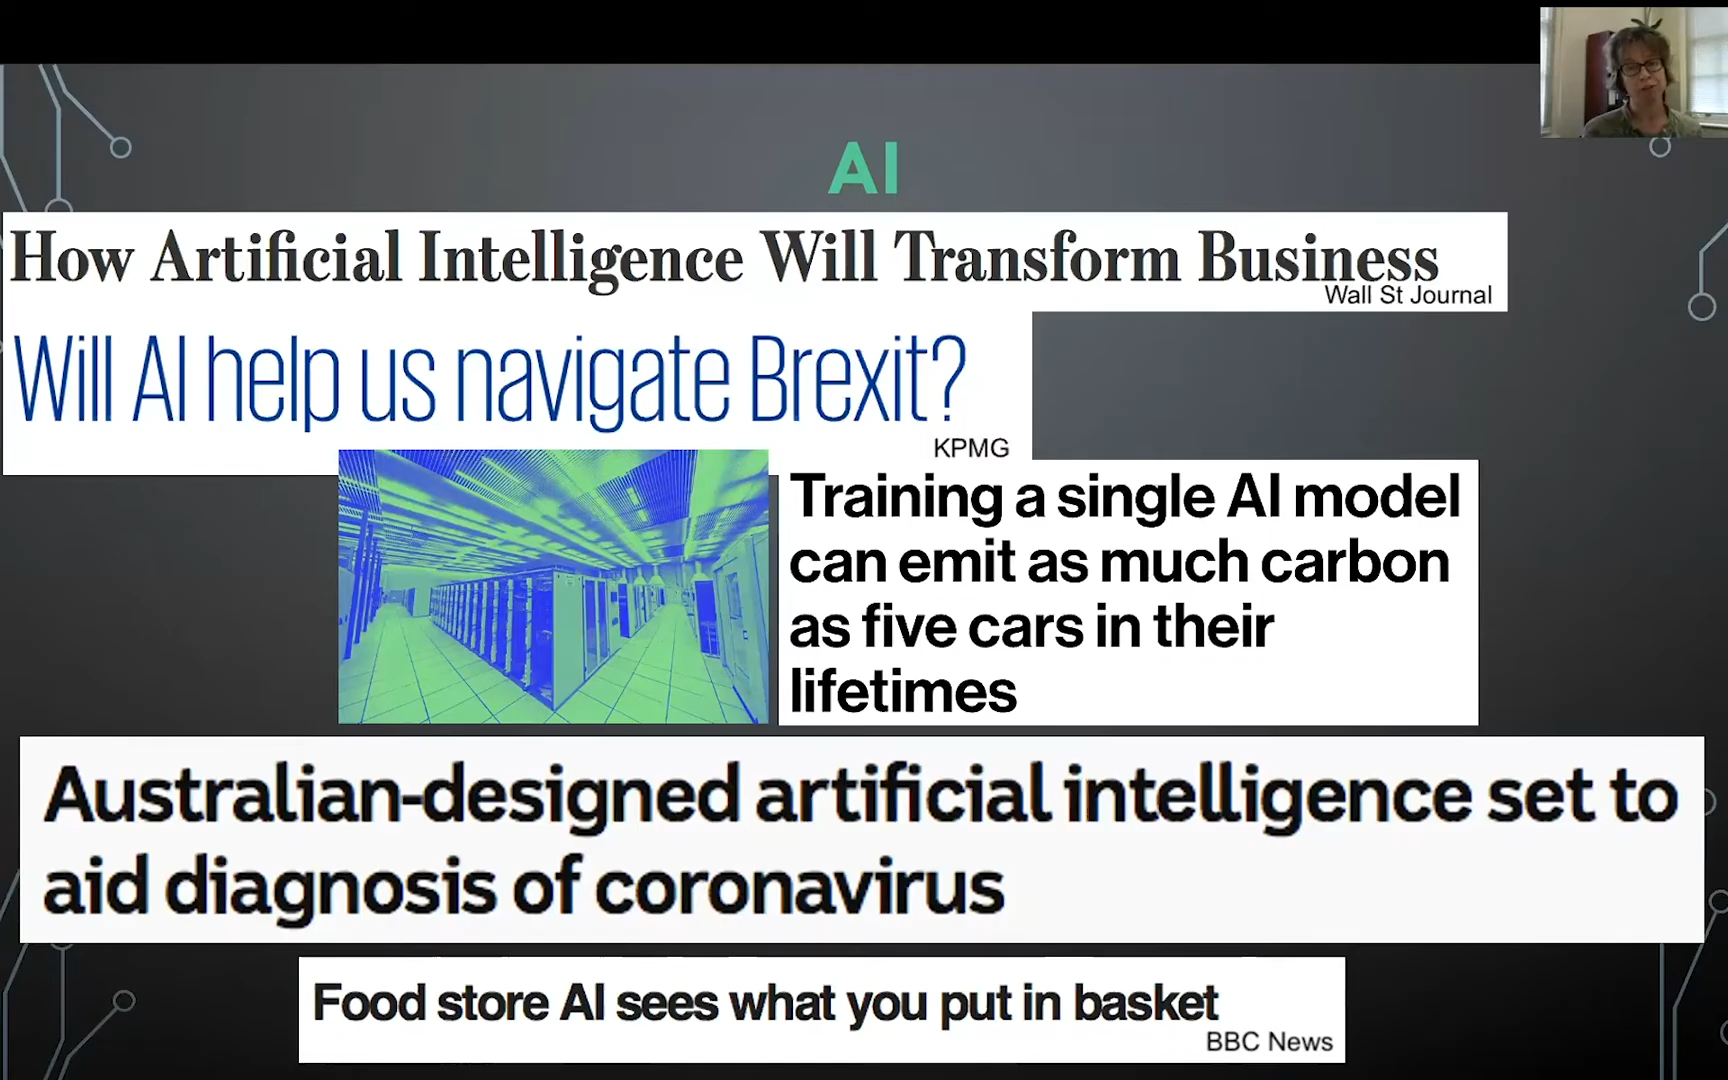 AI
How Artificial Intelligence Will Transform Business
Wall St Journal
Will AI help us navigate Brexit?
KPMG
Training a single AI model
can emit as much carbon
as five cars in their
lifetimes
Australian-designed artificial intelligence set to
aid diagnosis of coronavirus
Food store AI sees what you put in basket
BBC News